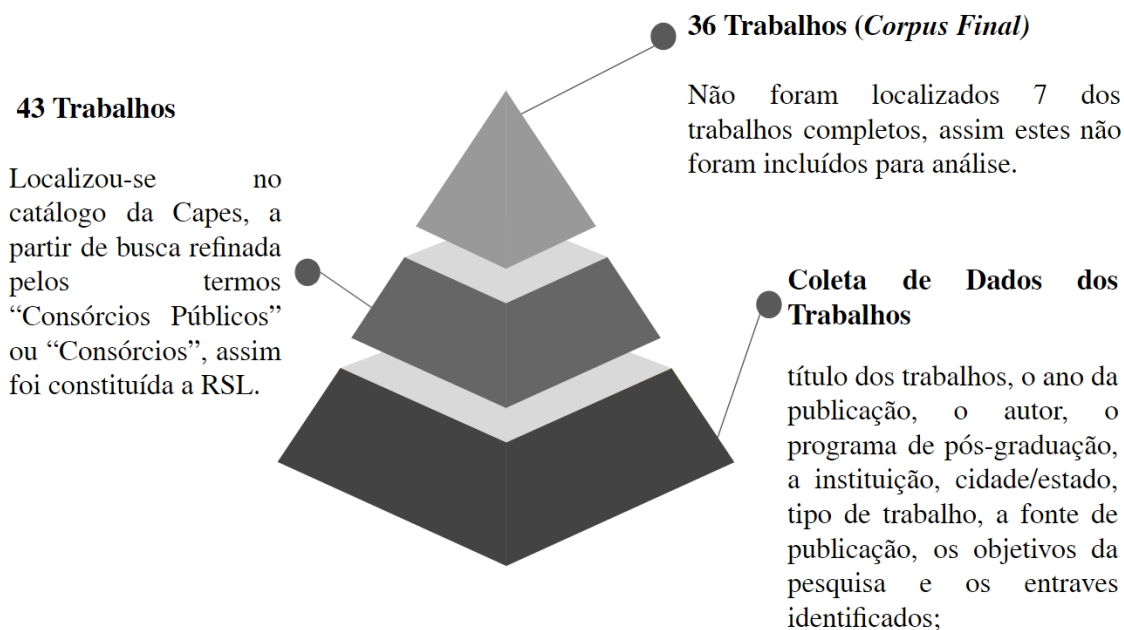 36 Trabalhos (Corpus Final)
Não foram localizados 7 dos
trabalhos completos, assim estes não
foram incluídos para análise.
43 Trabalhos
Localizou-se no
catálogo da Capes, a
partir de busca refinada
pelos termos
“Consórcios Públicos”
ou “Consórcios”, assim
foi constituída a RSL.
Coleta de Dados dos
Trabalhos
título dos trabalhos, o ano da
publicação, o autor, o
programa de pós-graduação,
a instituição, cidade/estado,
tipo de trabalho, a fonte de
publicação, os objetivos da
pesquisa e os entraves
identificados;